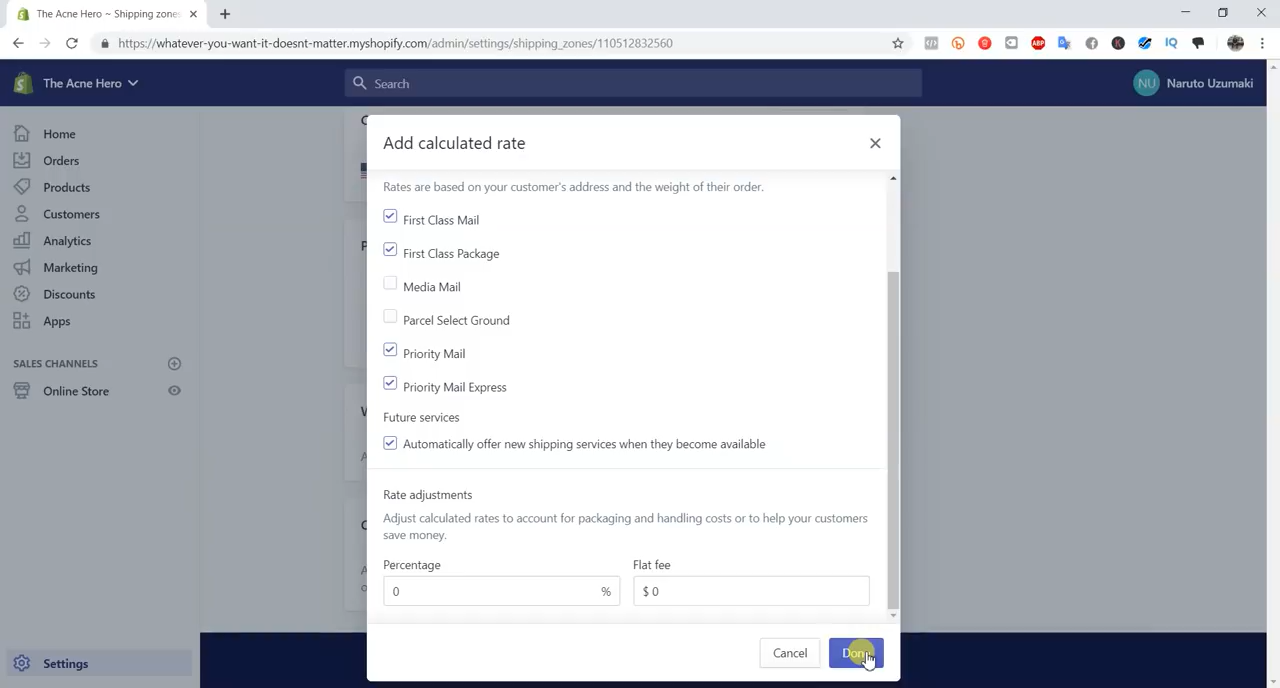 The Acne Hero ~ Shipping zones
https://whatever-you-want-it-doesnt-matter.myshopify.com/admin/settings/shipping_zones/110512832560
ABP
IQ
The Acne Hero
Search
NU Naruto Uzumaki
Home
Orders
Products
Customers
Analytics
Marketing
Discounts
Apps
SALES CHANNELS
Online Store
Settings
Add calculated rate
Rates are based on your customer's address and the weight of their order.
First Class Mail
First Class Package
Media Mail
Parcel Select Ground
Priority Mail
Priority Mail Express
Future services
Automatically offer new shipping services when they become available
Rate adjustments
Adjust calculated rates to account for packaging and handling costs or to help your customers
save money.
Percentage Flat fee
0 % $ 0
Cancel Done